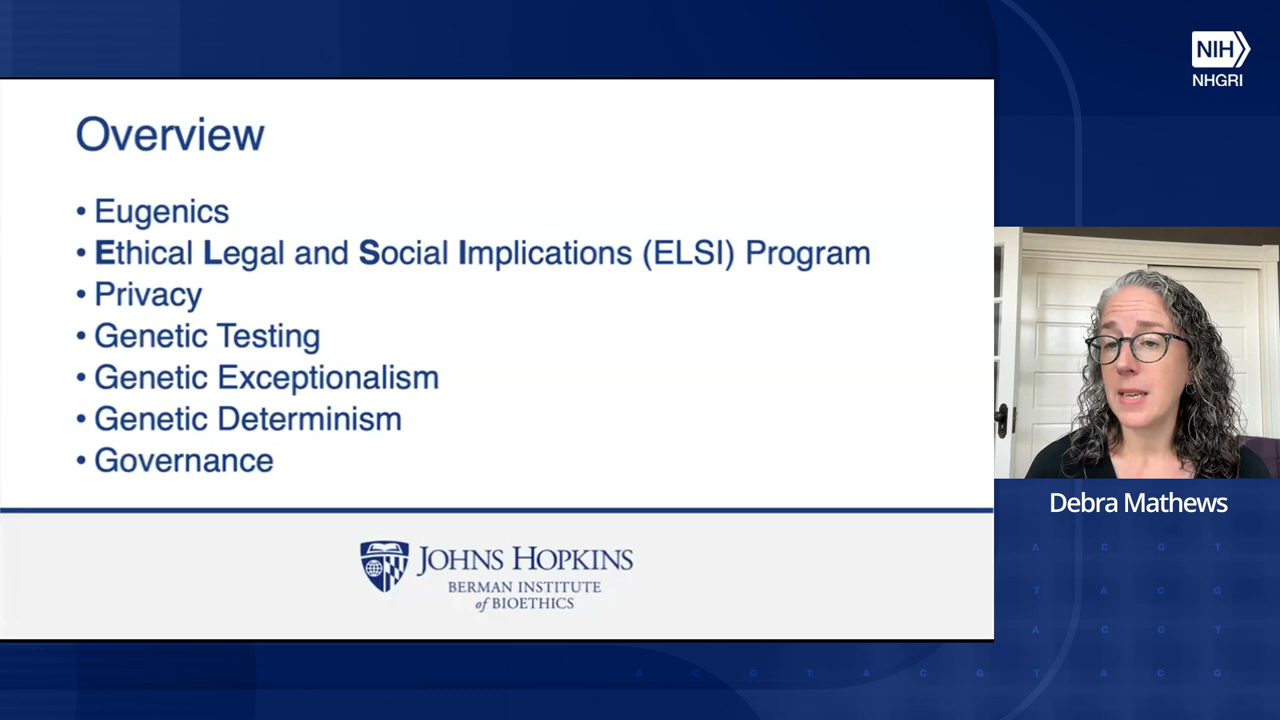 NIH
NHGRI
Overview
• Eugenics
• Ethical Legal and Social Implications (ELSI) Program
• Privacy
• Genetic Testing
• Genetic Exceptionalism
• Genetic Determinism
• Governance
JOHNS HOPKINS
BERMAN INSTITUTE
of BIOETHICS
Debra Mathews
A C G T
T A C G
A C G T
A C G T A C G T A C G